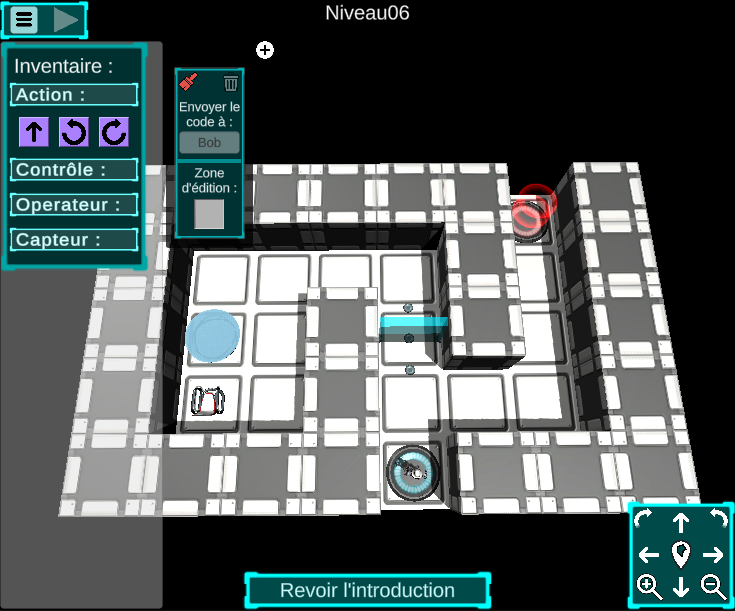 Niveau06
Inventaire :
Action :
Contrôle :
Operateur :
Capteur :
Envoyer le
code à :
Bob
Zone
d'édition :
Revoir l'introduction